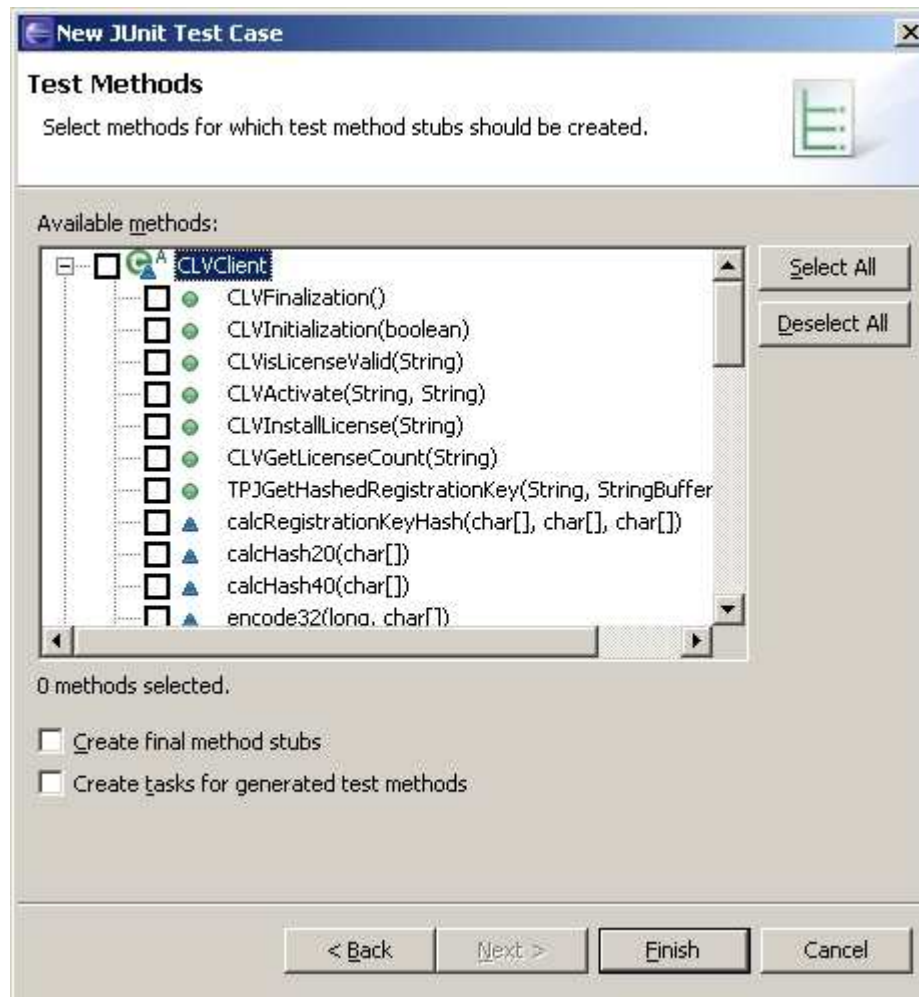 New JUnit Test Case
Test Methods
Select methods for which test method stubs should be created.
Available methods:
CLVClient
CLVFinalization()
CLVInitialization(boolean)
CLVisLicenseValid(String)
CLVActivate(String, String)
CLVInstallLicense(String)
CLVGetLicenseCount(String)
TPJGetHashedRegistrationKey(String, StringBuffer
calcRegistrationKeyHash(char[], char[], char[])
calcHash20(char[])
calcHash40(char[])
encode32(long, char[])
Select All
Deselect All
0 methods selected.
Create final method stubs
Create tasks for generated test methods
< Back
Next >
Finish
Cancel